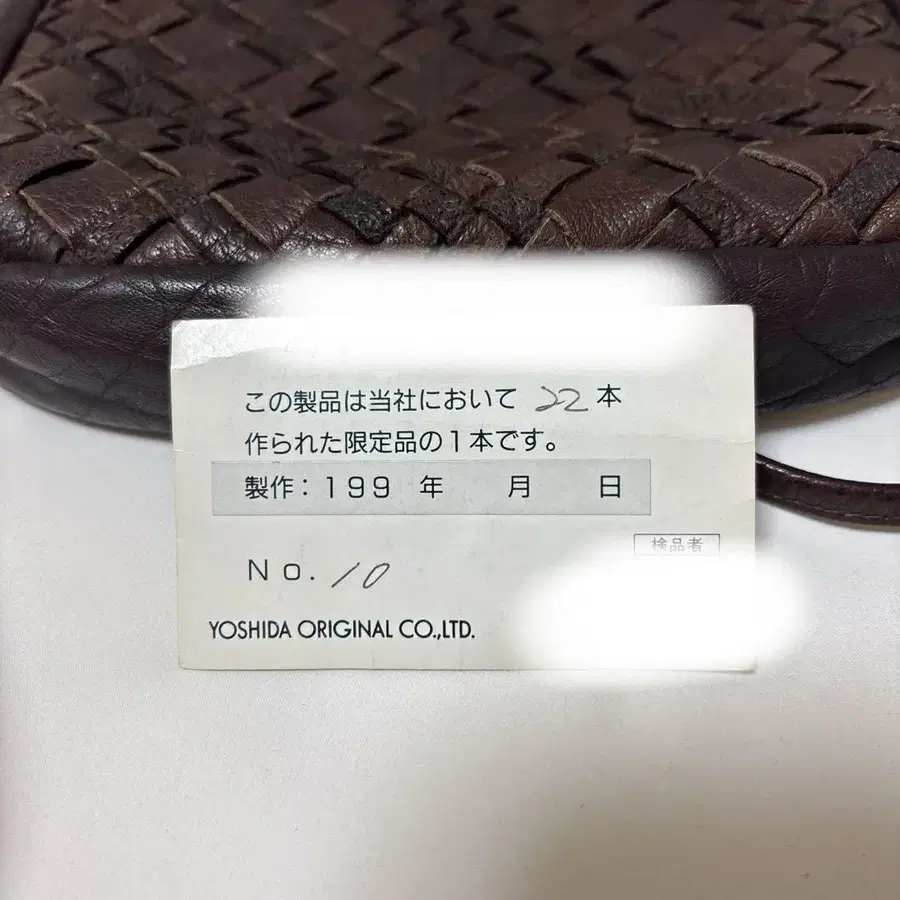 この製品は当社において 22 本
作られた限定品の1本です。
製作：199 年 月 日
検品者
No. 10
YOSHIDA ORIGINAL CO.,LTD.